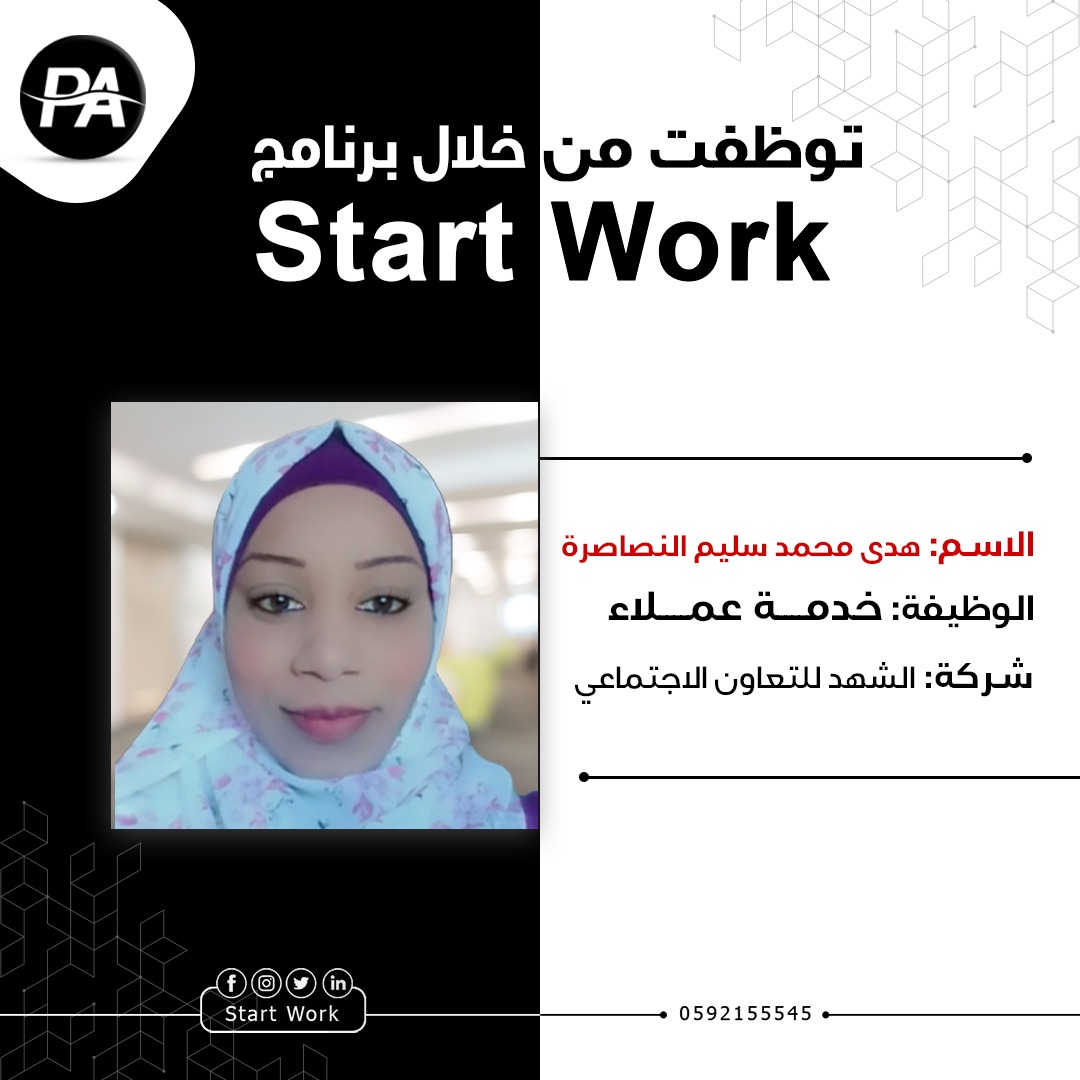 PA
توظفت من خلال برنامج
Start Work
الاسم: هدى محمد سليم النصاصرة
الوظيفة: خدمـــة عمـــلاء
شركة: الشهد للتعاون الاجتماعي
Start Work
0592155545